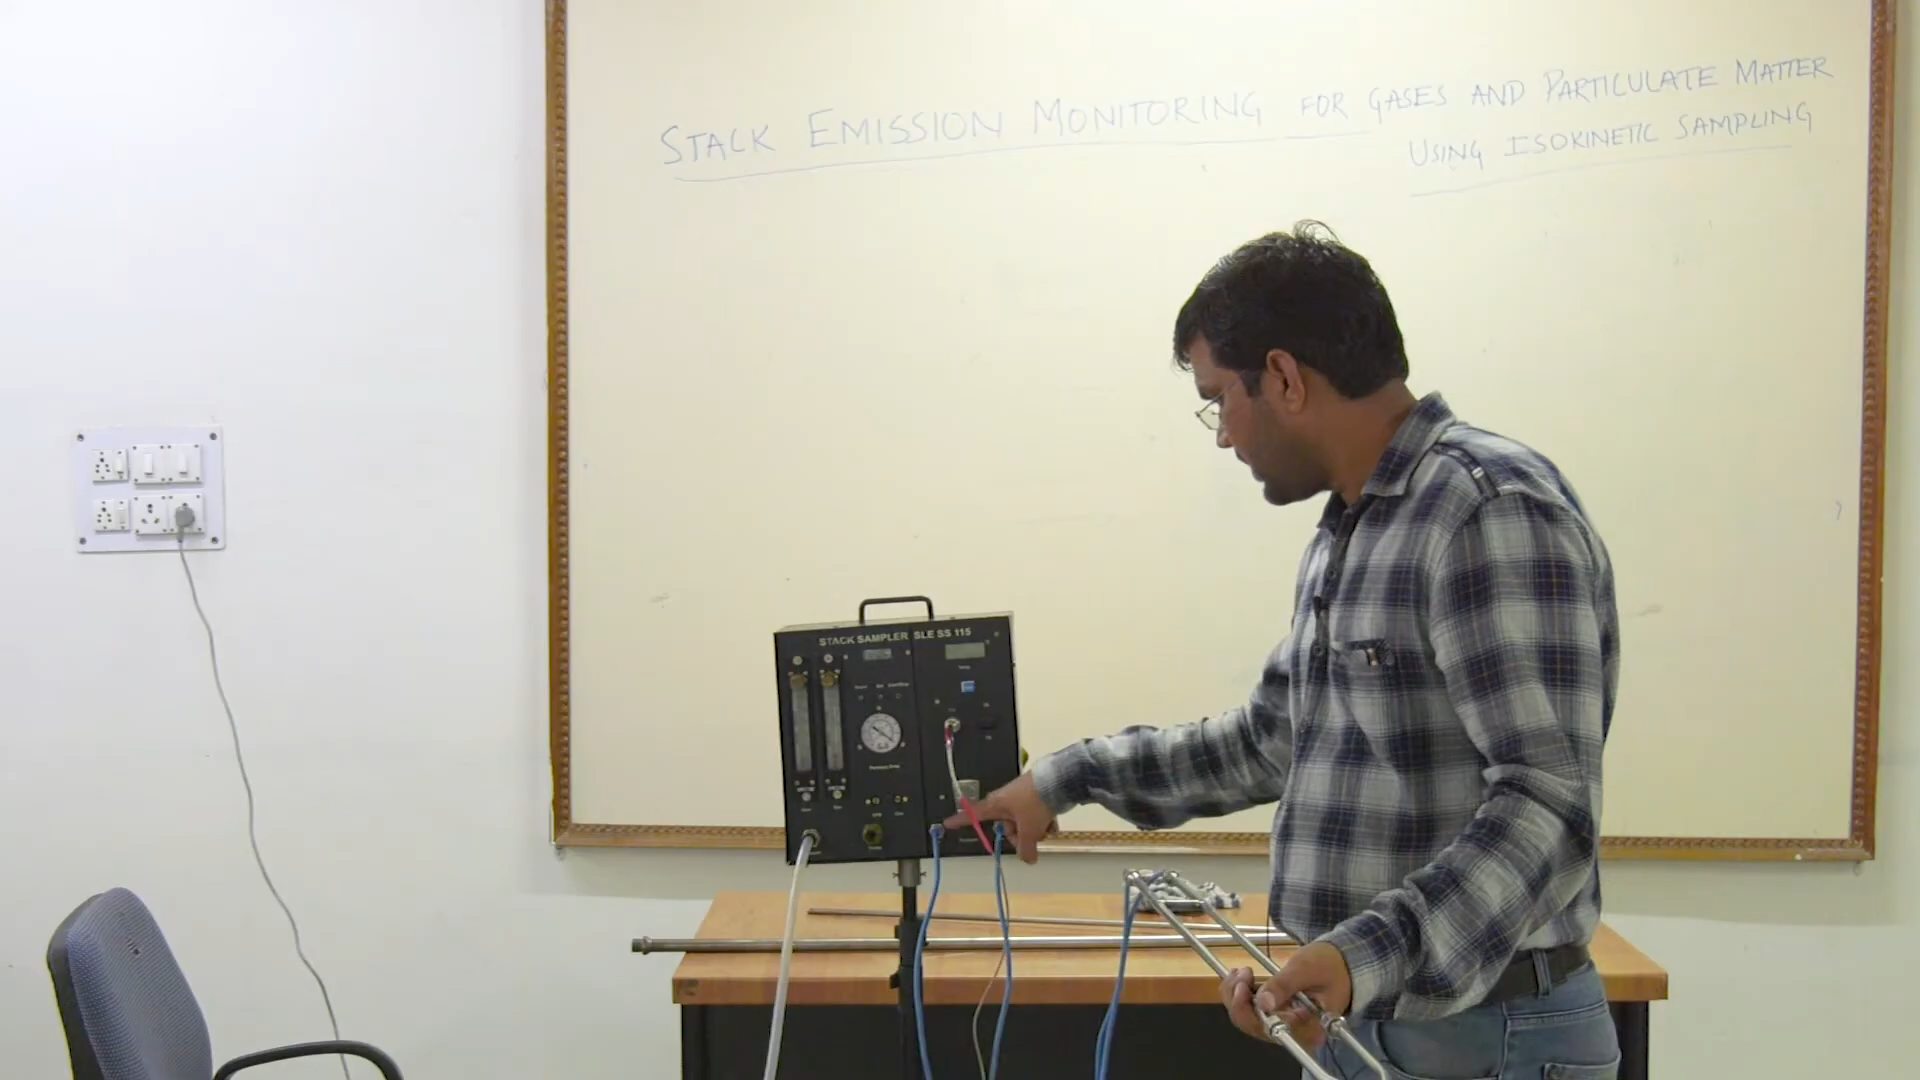 STACK EMISSION MONITORING FOR GASES AND PARTICULATE MATTER
USING ISOKINETIC SAMPLING
STACK SAMPLER SLE SS 115